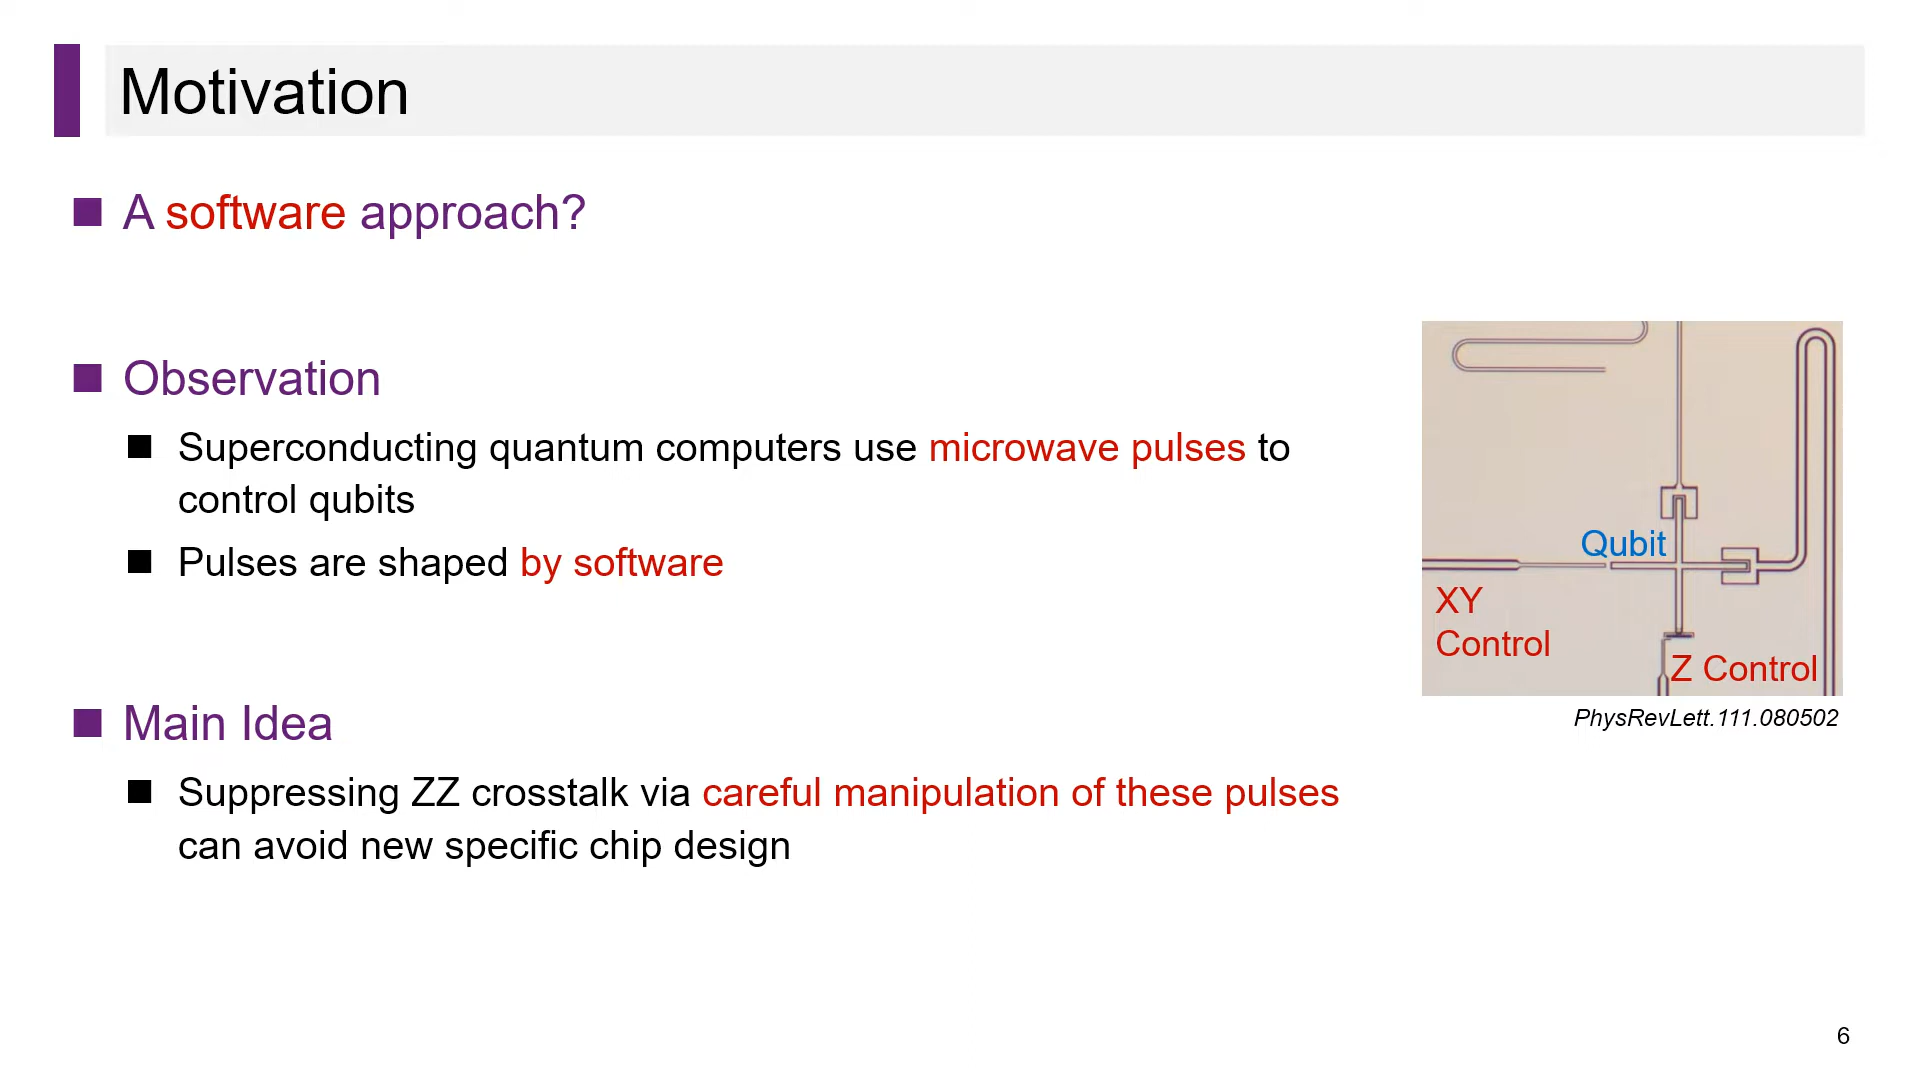 Motivation
A software approach?
Observation
Superconducting quantum computers use microwave pulses to
control qubits
Pulses are shaped by software
Main Idea
Suppressing ZZ crosstalk via careful manipulation of these pulses
can avoid new specific chip design
Qubit
XY
Control
Z Control
PhysRevLett.111.080502
6